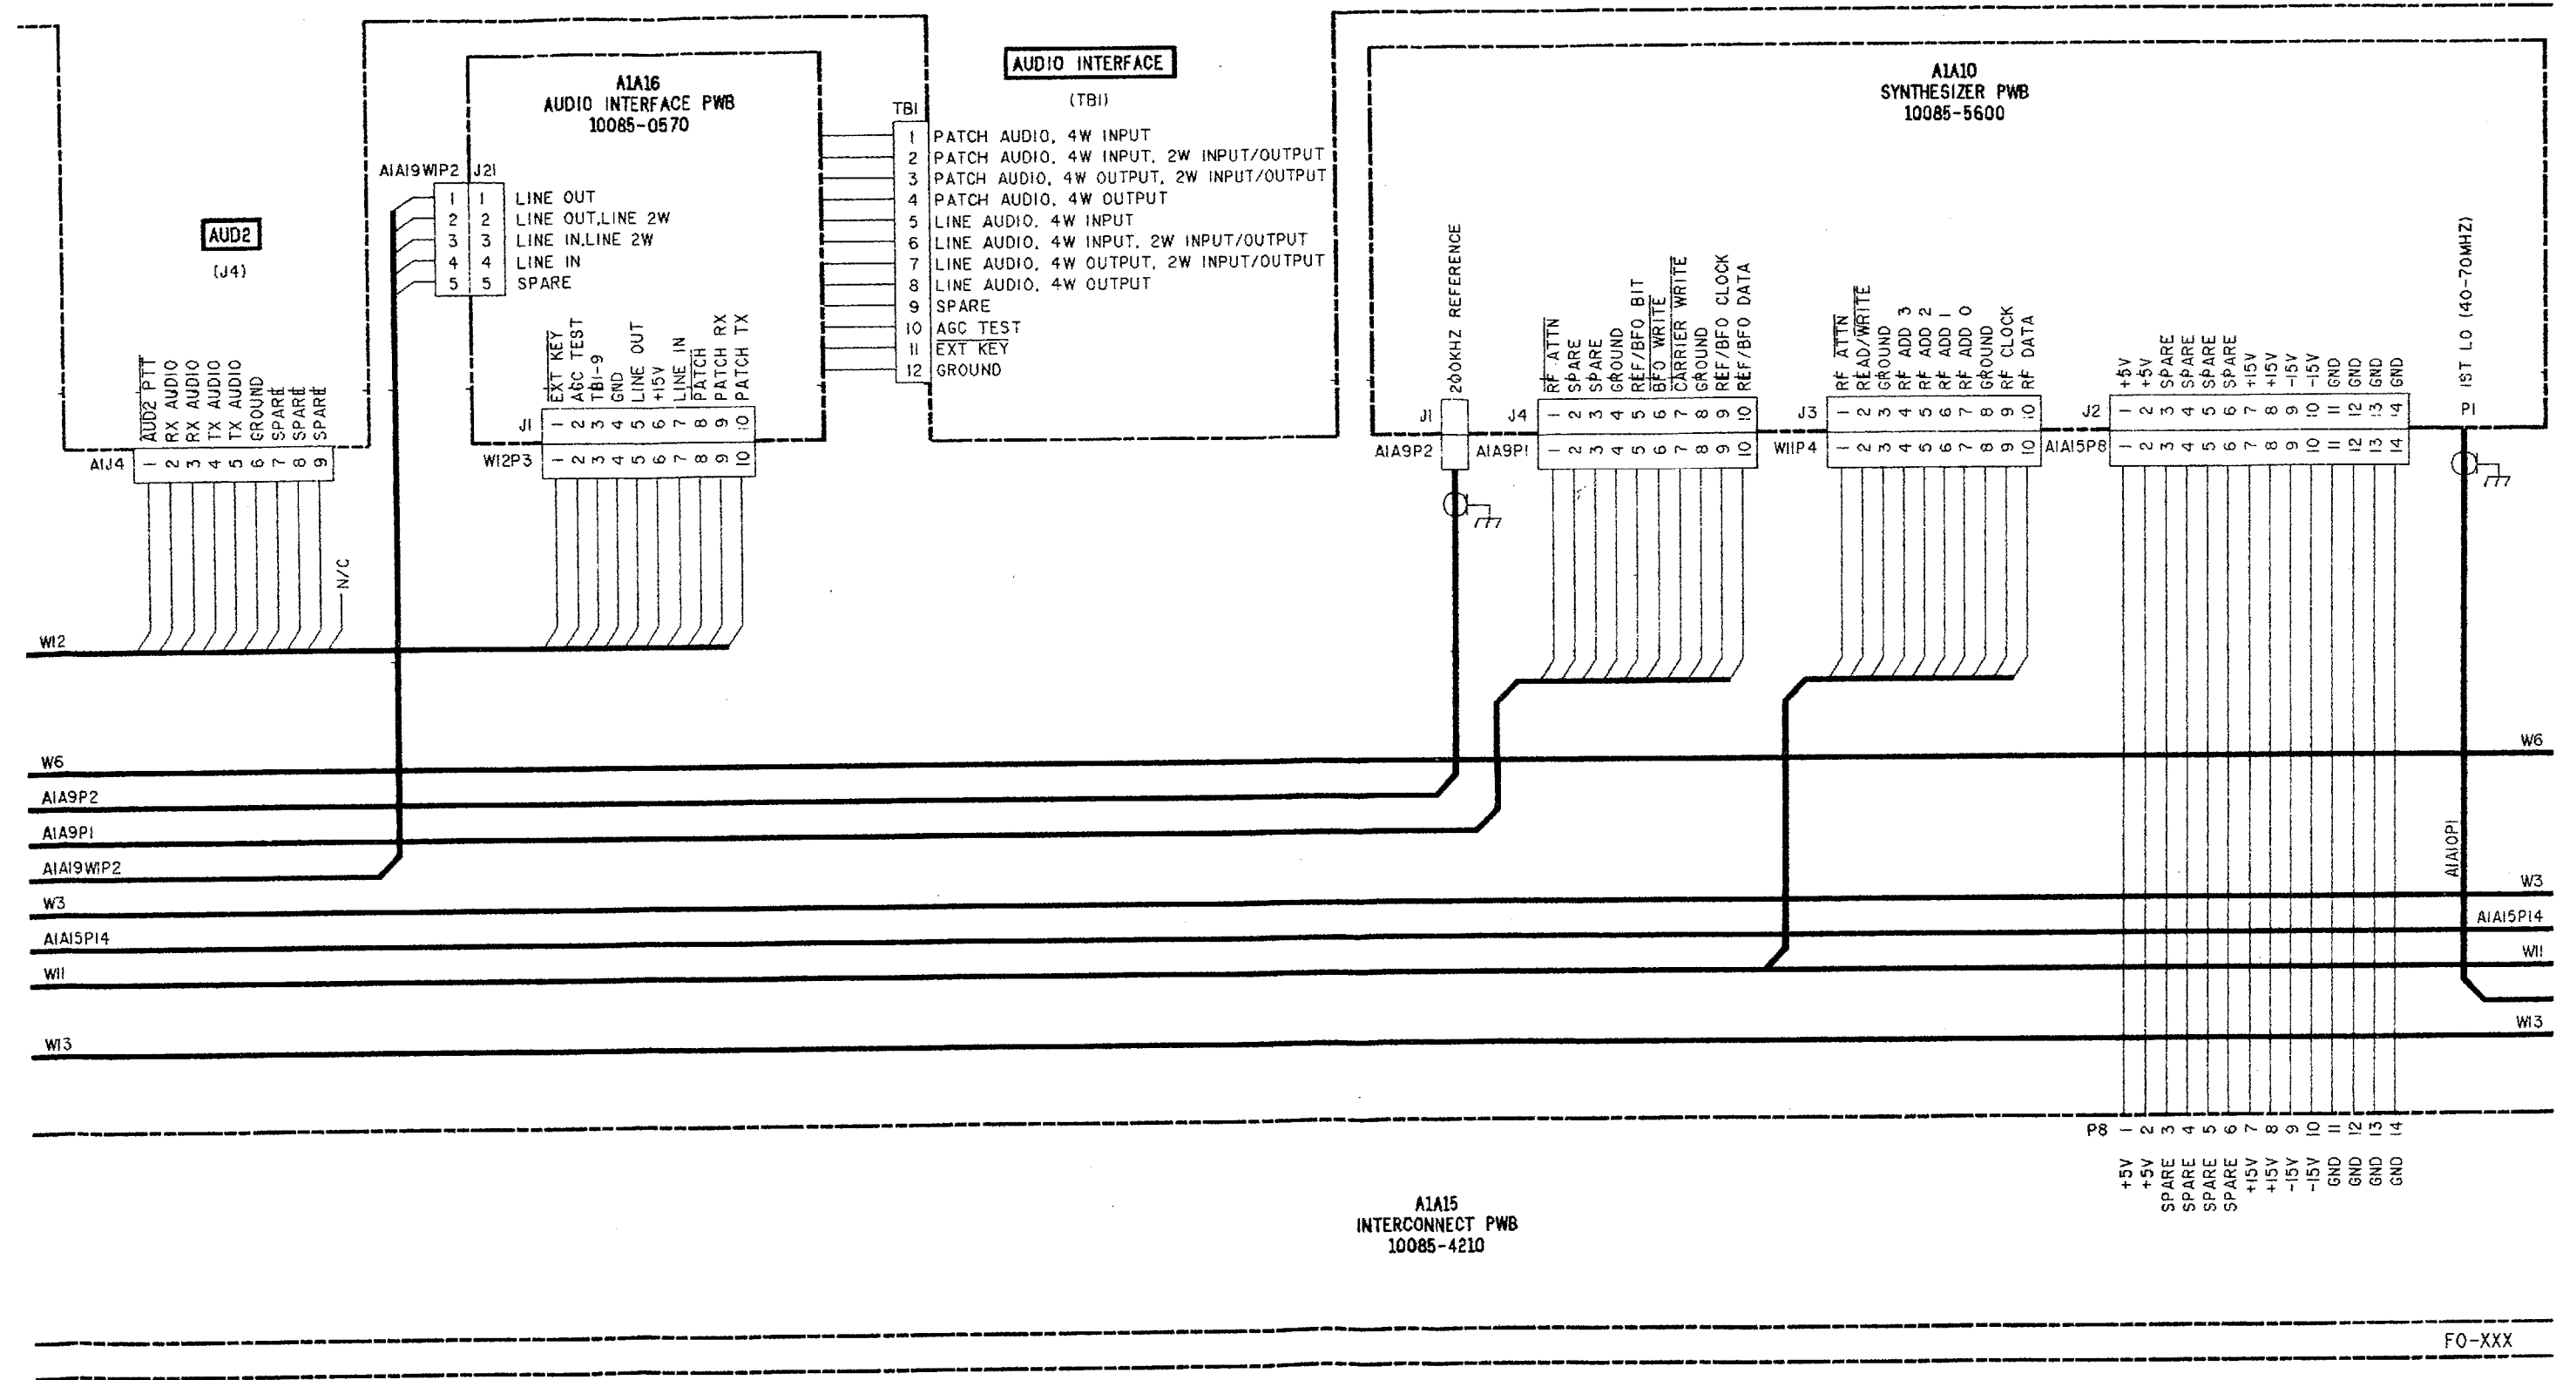 AUD2
(J4)
AUD2 PTT
RX AUDIO
RX AUDIO
TX AUDIO
TX AUDIO
GROUND
SPARE
SPARE
SPARE
A1J4
1 2 3 4 5 6 7 8 9
N/C
A1A16
AUDIO INTERFACE PWB
10085-0570
A1A19W1P2 J21
1 1 LINE OUT
2 2 LINE OUT,LINE 2W
3 3 LINE IN,LINE 2W
4 4 LINE IN
5 5 SPARE
EXT KEY
AGC TEST
TB1-9
GND
LINE OUT
+15V
LINE IN
PATCH
PATCH RX
PATCH TX
J1 1 2 3 4 5 6 7 8 9 10
W12P3 1 2 3 4 5 6 7 8 9 10
AUDIO INTERFACE
(TB1)
TB1
1 PATCH AUDIO, 4W INPUT
2 PATCH AUDIO, 4W INPUT, 2W INPUT/OUTPUT
3 PATCH AUDIO, 4W OUTPUT, 2W INPUT/OUTPUT
4 PATCH AUDIO, 4W OUTPUT
5 LINE AUDIO, 4W INPUT
6 LINE AUDIO, 4W INPUT, 2W INPUT/OUTPUT
7 LINE AUDIO, 4W OUTPUT, 2W INPUT/OUTPUT
8 LINE AUDIO, 4W OUTPUT
9 SPARE
10 AGC TEST
11 EXT KEY
12 GROUND
A1A10
SYNTHESIZER PWB
10085-5600
200KHZ REFERENCE
J1
A1A9P2
RF ATTN
SPARE
SPARE
GROUND
REF/BFO BIT
BFO WRITE
CARRIER WRITE
GROUND
REF/BFO CLOCK
REF/BFO DATA
J4 1 2 3 4 5 6 7 8 9 10
A1A9P1 1 2 3 4 5 6 7 8 9 10
RF ATTN
READ/WRITE
GROUND
RF ADD 3
RF ADD 2
RF ADD 1
RF ADD 0
GROUND
RF CLOCK
RF DATA
J3 1 2 3 4 5 6 7 8 9 10
W11P4 1 2 3 4 5 6 7 8 9 10
+5V
+5V
SPARE
SPARE
SPARE
SPARE
+15V
+15V
-15V
-15V
GND
GND
GND
GND
J2 1 2 3 4 5 6 7 8 9 10 11 12 13 14
A1A15P8 1 2 3 4 5 6 7 8 9 10 11 12 13 14
1ST LO (40-70MHZ)
P1
W12
W6 W6
A1A9P2
A1A9P1
A1A19W1P2
A1A10P1
W3 W3
A1A15P14 A1A15P14
W11 W11
W13 W13
P8 1 2 3 4 5 6 7 8 9 10 11 12 13 14
+5V
+5V
SPARE
SPARE
SPARE
SPARE
+15V
+15V
-15V
-15V
GND
GND
GND
GND
A1A15
INTERCONNECT PWB
10085-4210
FO-XXX